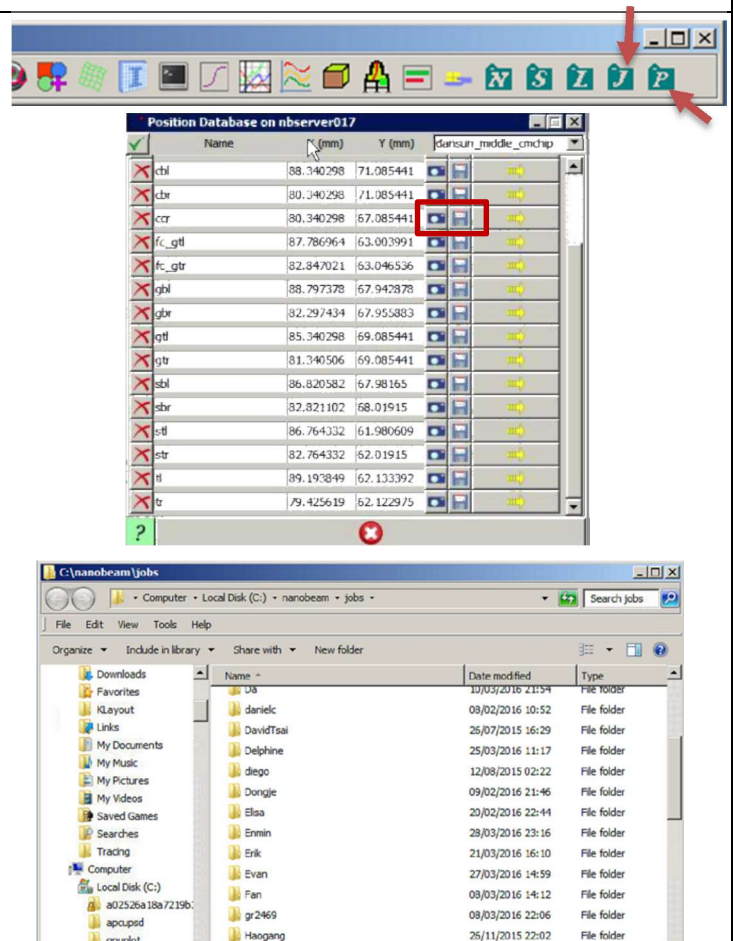 I N S L J P
Position Database on nbserver017
Name X (mm) Y (mm) dansun_middle_cmchip
cbl 88.340298 71.085441
cbr 80.340298 71.085441
ccr 80.340298 67.085441
fc_gtl 87.786964 63.003991
fc_gtr 82.847021 63.046536
gbl 88.797378 67.942878
gbr 82.297434 67.955883
gtl 85.340298 69.085441
gtr 81.340506 69.085441
sbl 86.820582 67.98165
sbr 82.821102 68.01915
stl 86.764332 61.980609
str 82.764332 62.01915
tl 89.193849 62.133392
tr 79.425619 62.122975
?
C:\nanobeam\jobs
Computer Local Disk (C:) nanobeam jobs Search jobs
File Edit View Tools Help
Organize Include in library Share with New folder
Downloads Name Date modified Type
Favorites Da 10/03/2016 21:54 File folder
KLayout danielc 08/02/2016 10:52 File folder
Links DavidTsai 26/07/2015 16:29 File folder
My Documents Delphine 25/03/2016 11:17 File folder
My Music diego 12/08/2015 02:22 File folder
My Pictures Dongje 09/02/2016 21:46 File folder
My Videos Elisa 20/02/2016 22:44 File folder
Saved Games Enmin 28/03/2016 23:16 File folder
Searches Erik 21/03/2016 16:10 File folder
Tracing Evan 27/03/2016 14:59 File folder
Computer Fan 08/03/2016 14:12 File folder
Local Disk (C:) gr2469 08/03/2016 22:06 File folder
a02526a18a7219b
apcupsd Haogang 26/11/2015 22:02 File folder
gnuplot